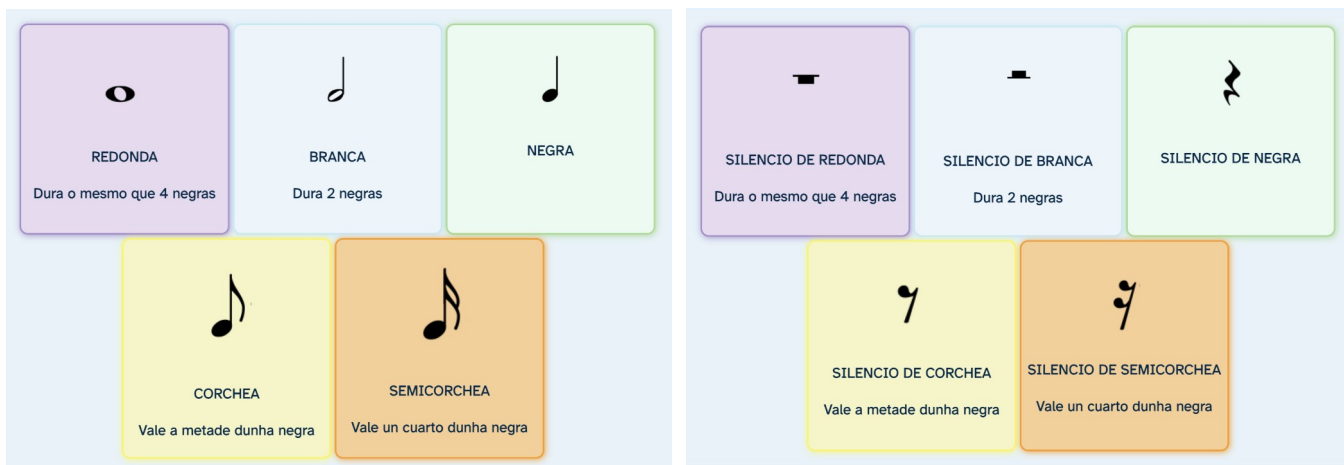 REDONDA
Dura o mesmo que 4 negras
BRANCA
Dura 2 negras
NEGRA
CORCHEA
Vale a metade dunha negra
SEMICORCHEA
Vale un cuarto dunha negra
SILENCIO DE REDONDA
Dura o mesmo que 4 negras
SILENCIO DE BRANCA
Dura 2 negras
SILENCIO DE NEGRA
SILENCIO DE CORCHEA
Vale a metade dunha negra
SILENCIO DE SEMICORCHEA
Vale un cuarto dunha negra